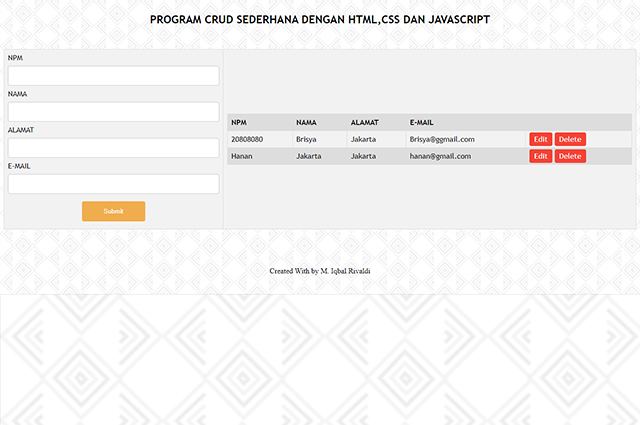 PROGRAM CRUD SEDERHANA DENGAN HTML,CSS DAN JAVASCRIPT
NPM
NAMA
ALAMAT
E-MAIL
Submit
NPM NAMA ALAMAT E-MAIL
20808080 Brisya Jakarta Brisya@ggmail.com Edit Delete
Hanan Jakarta Jakarta hanan@gmail.com Edit Delete
Created With by M. Iqbal Rivaldi